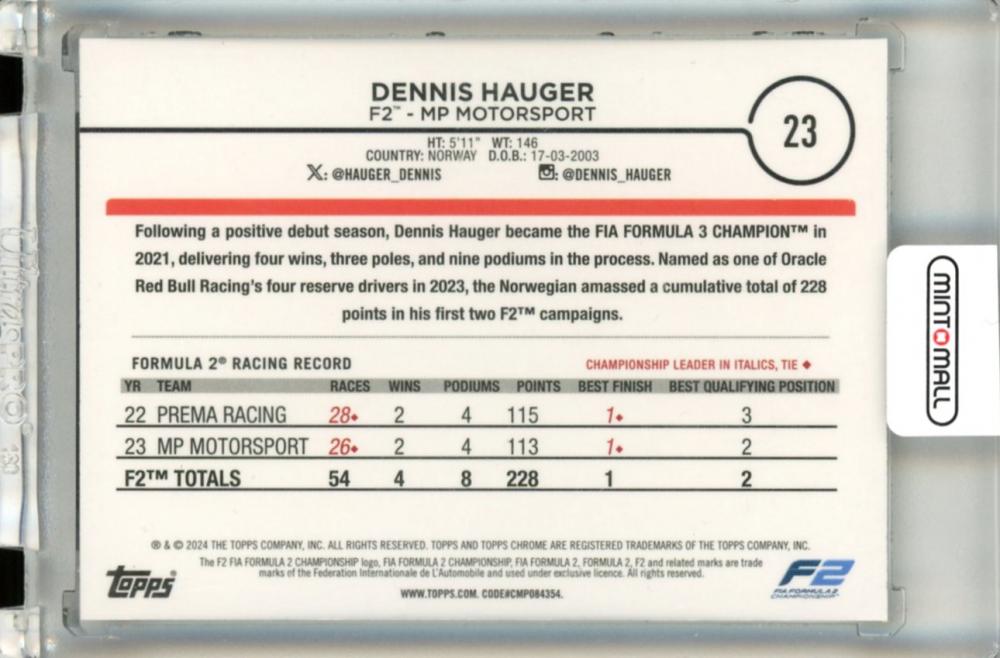 DENNIS HAUGER
F2™ - MP MOTORSPORT
23
HT: 5'11" WT: 146
COUNTRY: NORWAY D.O.B.: 17-03-2003
X: @HAUGER_DENNIS : @DENNIS_HAUGER
Following a positive debut season, Dennis Hauger became the FIA FORMULA 3 CHAMPION™ in
2021, delivering four wins, three poles, and nine podiums in the process. Named as one of Oracle
Red Bull Racing's four reserve drivers in 2023, the Norwegian amassed a cumulative total of 228
points in his first two F2™ campaigns.
FORMULA 2® RACING RECORD CHAMPIONSHIP LEADER IN ITALICS, TIE ♦
YR TEAM RACES WINS PODIUMS POINTS BEST FINISH BEST QUALIFYING POSITION
22 PREMA RACING 28♦ 2 4 115 1♦ 3
23 MP MOTORSPORT 26♦ 2 4 113 1♦ 2
F2™ TOTALS 54 4 8 228 1 2
® & © 2024 THE TOPPS COMPANY, INC. ALL RIGHTS RESERVED. TOPPS AND TOPPS CHROME ARE REGISTERED TRADEMARKS OF THE TOPPS COMPANY, INC.
The F2 FIA FORMULA 2 CHAMPIONSHIP logo, FIA FORMULA 2 CHAMPIONSHIP, FIA FORMULA 2, FORMULA 2, F2 and related marks are trade
marks of the Federation Internationale de L'Automobile and used under exclusive licence. All rights reserved.
WWW.TOPPS.COM. CODE#CMP084354.
topps
F2
FIA FORMULA 2
CHAMPIONSHIP
MINTOMALL